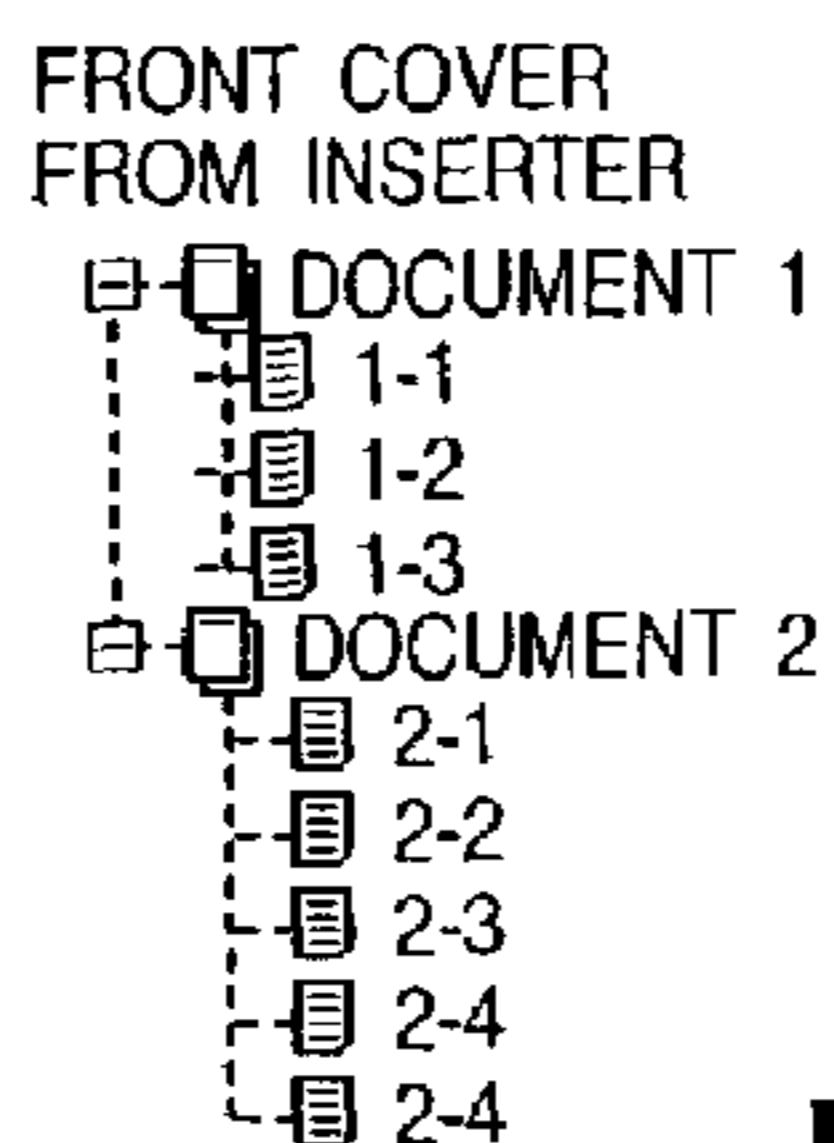 FRONT COVER
FROM INSERTER
DOCUMENT 1
1-1
1-2
1-3
DOCUMENT 2
2-1
2-2
2-3
2-4
2-4